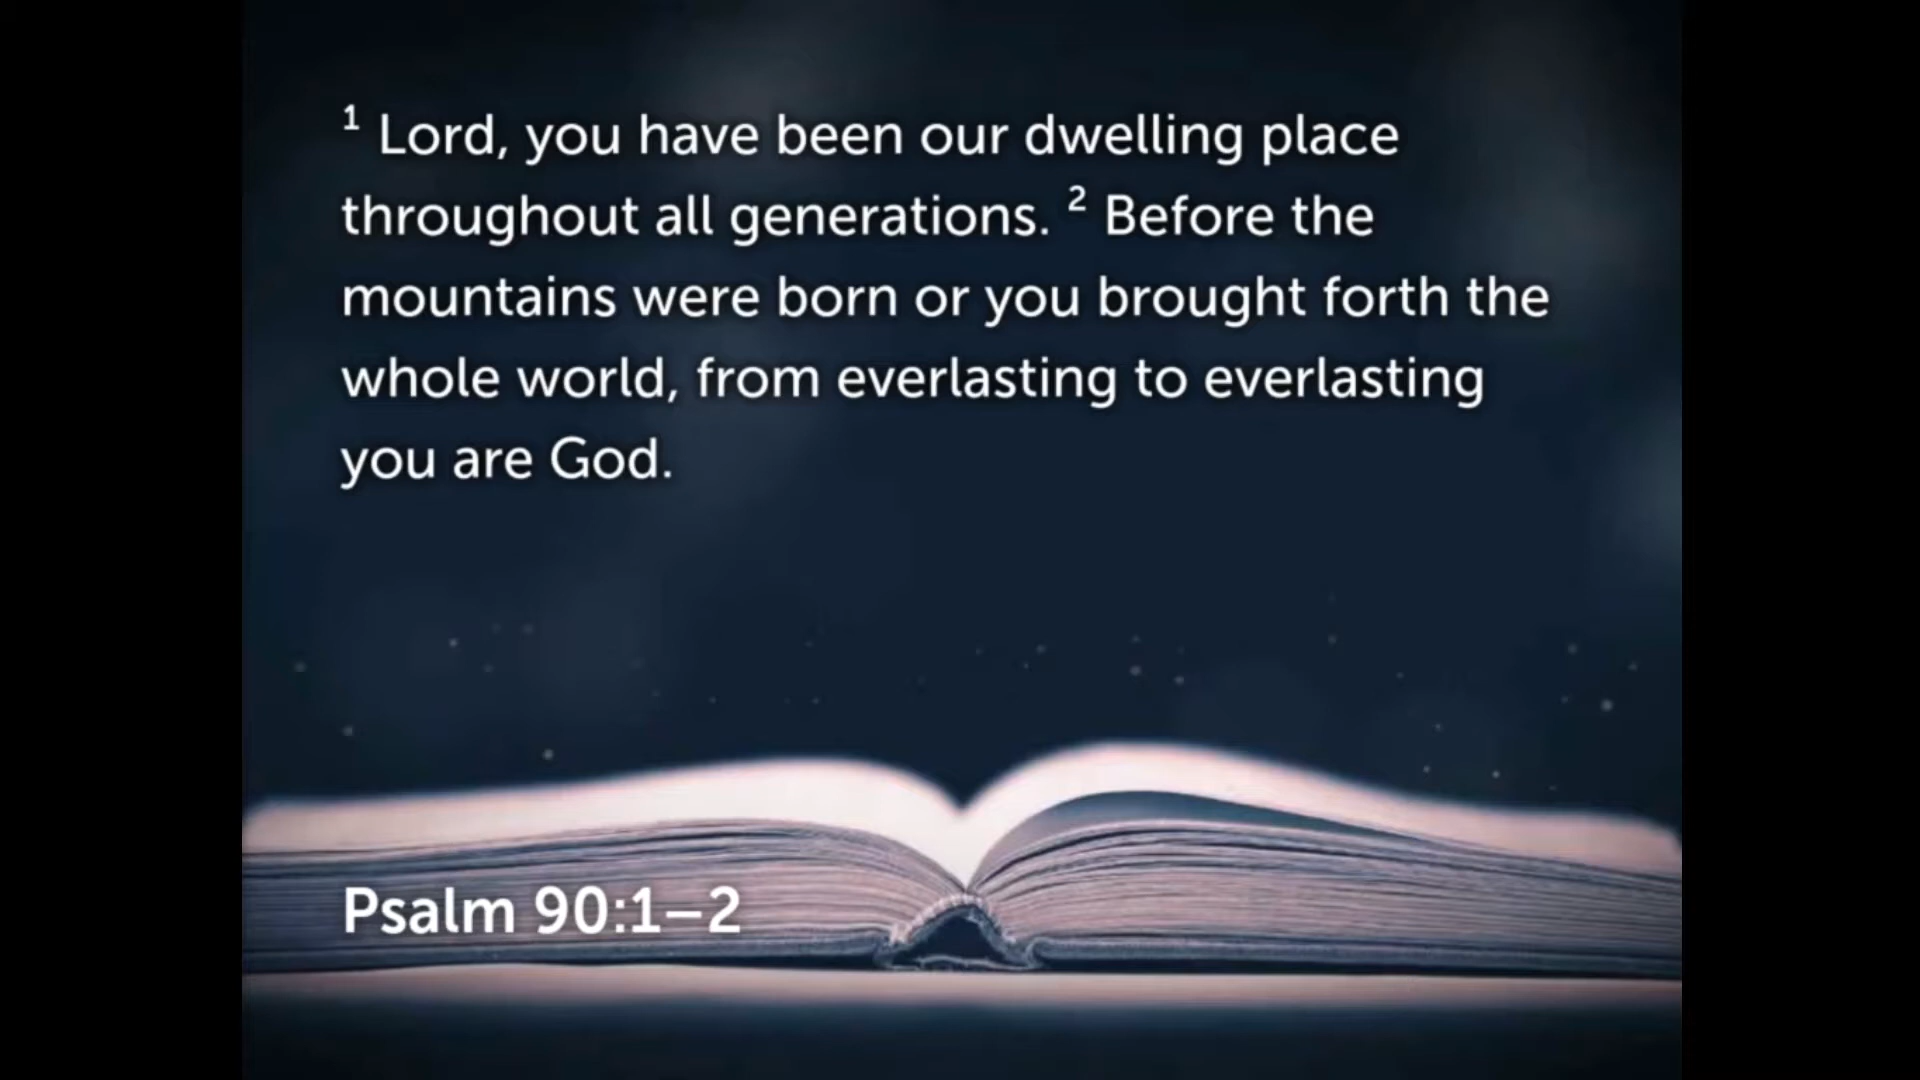 ¹ Lord, you have been our dwelling place
throughout all generations. ² Before the
mountains were born or you brought forth the
whole world, from everlasting to everlasting
you are God.
Psalm 90:1–2